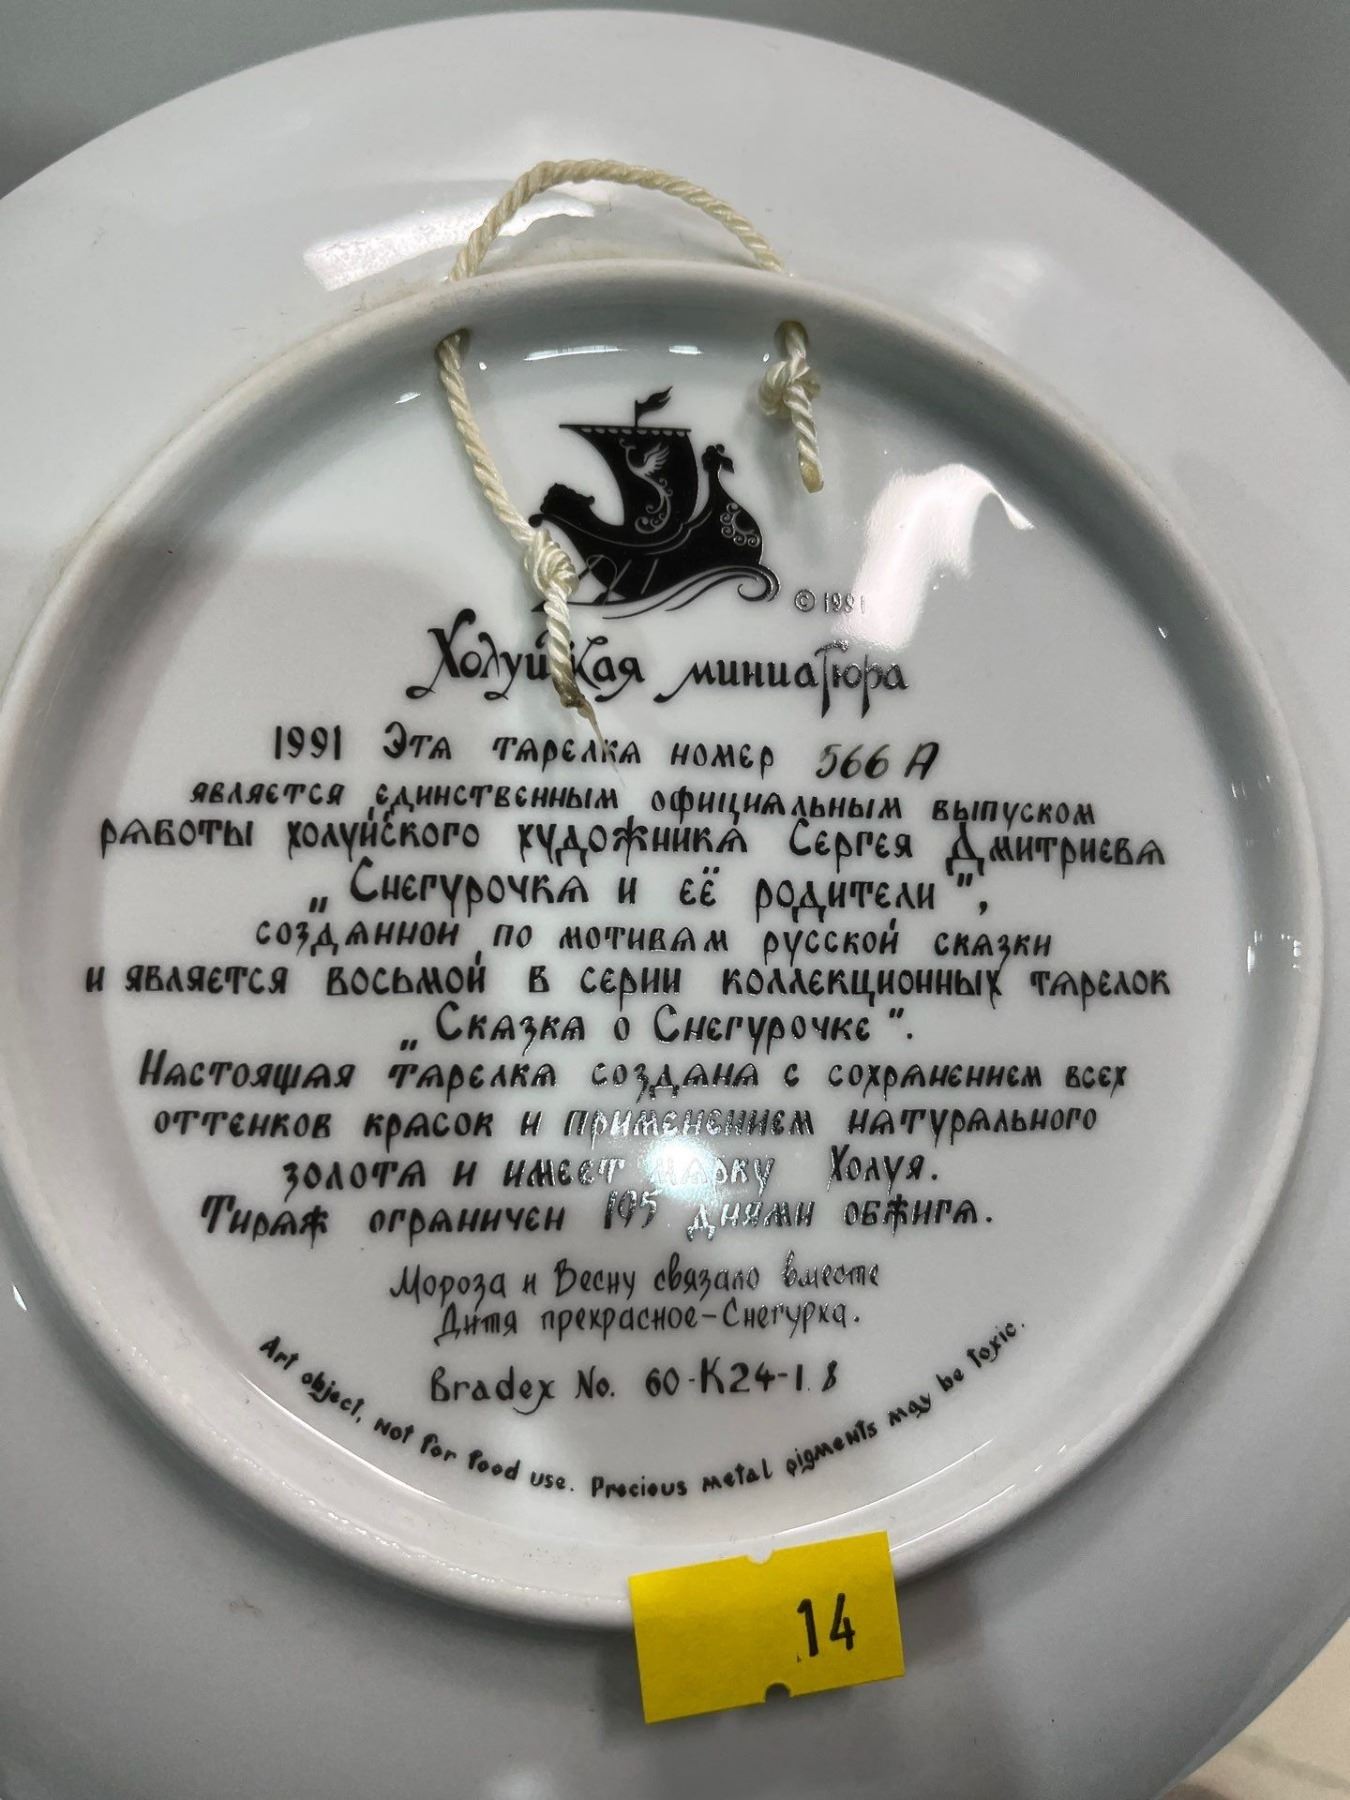 © 1991
Холуйская миниатюра
1991 Эта тарелка номер 566 А
является единственным официальным выпуском
работы холуйского художника Сергея Дмитриева
„Снегурочка и её родители",
созданной по мотивам русской сказки
и является восьмой в серии коллекционных тарелок
„Сказка о Снегурочке".
Настоящая тарелка создана с сохранением всех
оттенков красок и применением натурального
золота и имеет марку Холуя.
Тираж ограничен 195 днями обжига.
Мороза и Весну связало вместе
Дитя прекрасное-Снегурка.
Bradex No. 60-K24-1.8
Art object, not for food use. Precious metal pigments may be toxic.
14